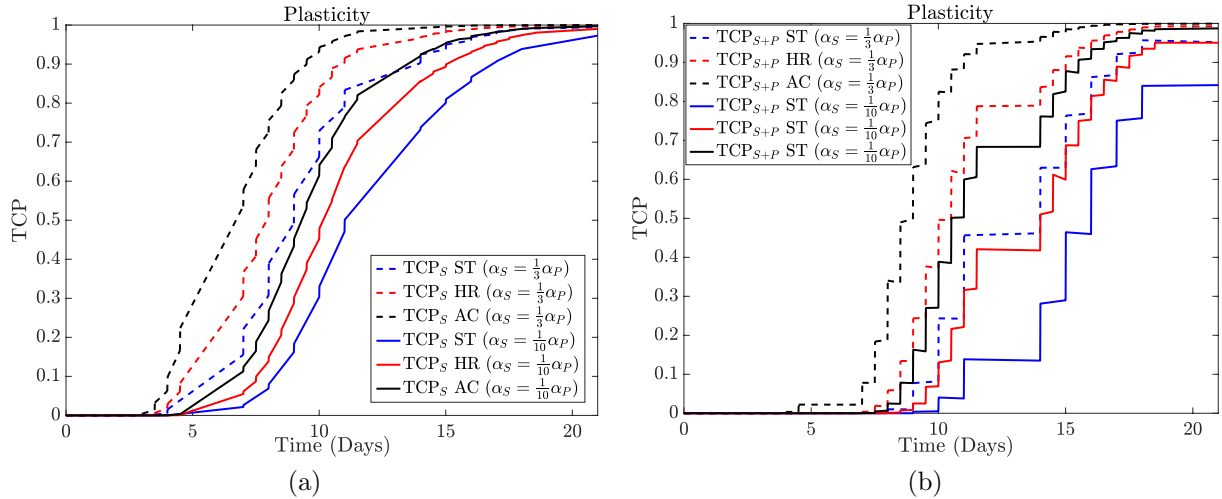 Plasticity
1
0.9
0.8
0.7
0.6
0.5
0.4
0.3
0.2
0.1
0
TCP
TCP_S ST (α_S = 1/3 α_P)
TCP_S HR (α_S = 1/3 α_P)
TCP_S AC (α_S = 1/3 α_P)
TCP_S ST (α_S = 1/10 α_P)
TCP_S HR (α_S = 1/10 α_P)
TCP_S AC (α_S = 1/10 α_P)
0 5 10 15 20
Time (Days)
(a)
Plasticity
1
0.9
0.8
0.7
0.6
0.5
0.4
0.3
0.2
0.1
0
TCP
TCP_{S+P} ST (α_S = 1/3 α_P)
TCP_{S+P} HR (α_S = 1/3 α_P)
TCP_{S+P} AC (α_S = 1/3 α_P)
TCP_{S+P} ST (α_S = 1/10 α_P)
TCP_{S+P} ST (α_S = 1/10 α_P)
TCP_{S+P} ST (α_S = 1/10 α_P)
0 5 10 15 20
Time (Days)
(b)